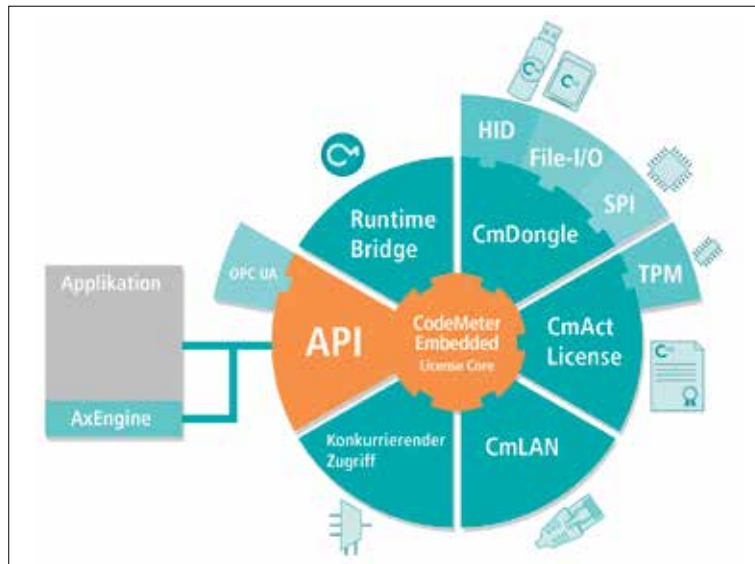 HID
File-I/O
SPI
Runtime
Bridge
CmDongle
OPC UA
TPM
Applikation
API
CodeMeter
Embedded
License Core
CmAct
License
AxEngine
Konkurrierender
Zugriff
CmLAN